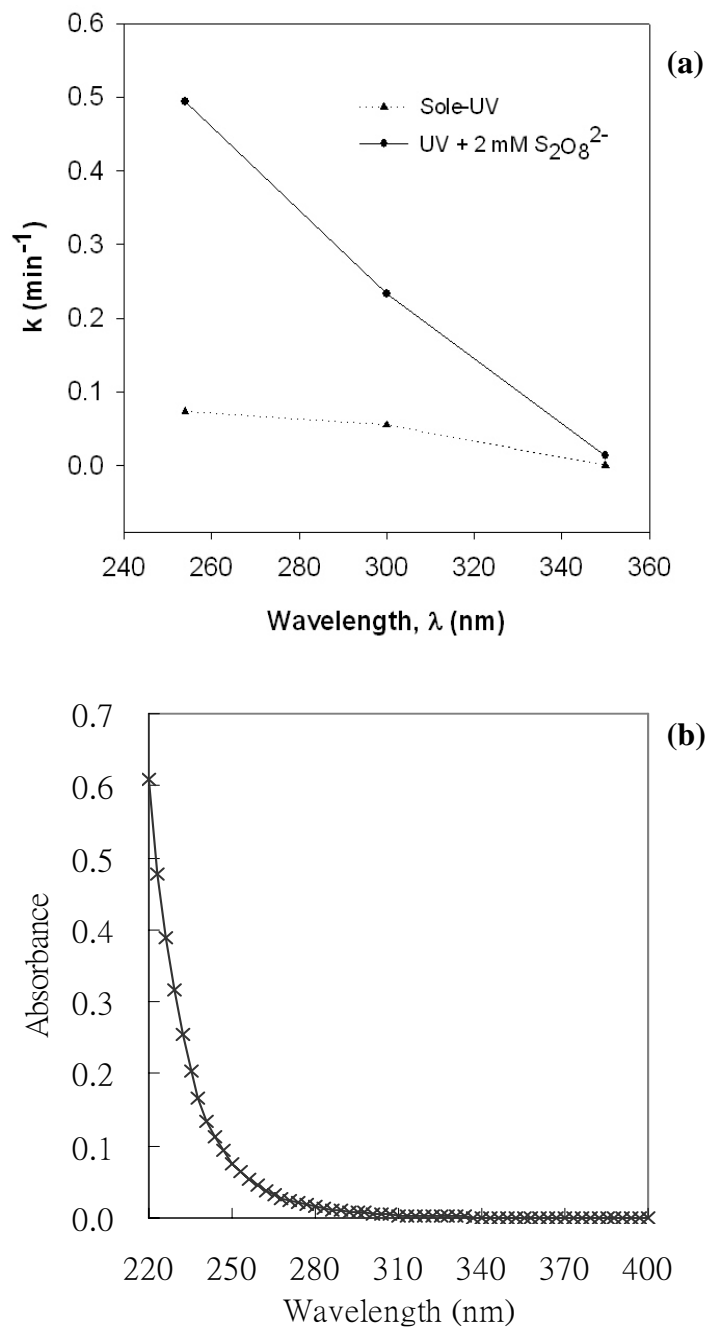 (a)
0.6
0.5
0.4
0.3
0.2
0.1
0.0
k (min⁻¹)
Sole-UV
UV + 2 mM S₂O₈²⁻
240 260 280 300 320 340 360
Wavelength, λ (nm)
(b)
0.7
0.6
0.5
0.4
0.3
0.2
0.1
0.0
Absorbance
220 250 280 310 340 370 400
Wavelength (nm)